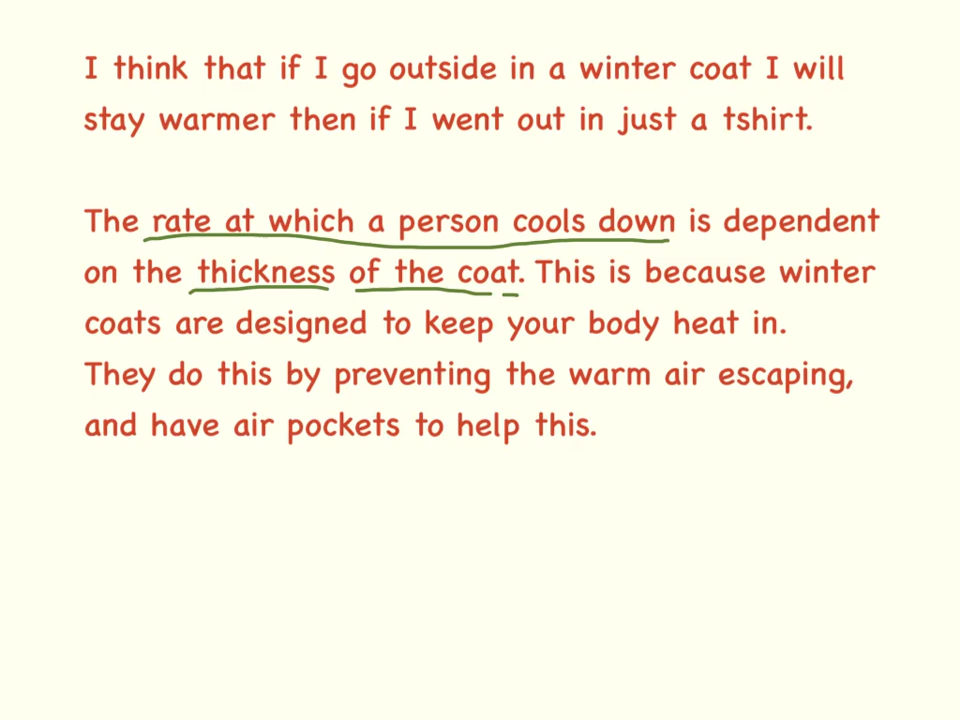 I think that if I go outside in a winter coat I will
stay warmer then if I went out in just a tshirt.
The rate at which a person cools down is dependent
on the thickness of the coat. This is because winter
coats are designed to keep your body heat in.
They do this by preventing the warm air escaping,
and have air pockets to help this.